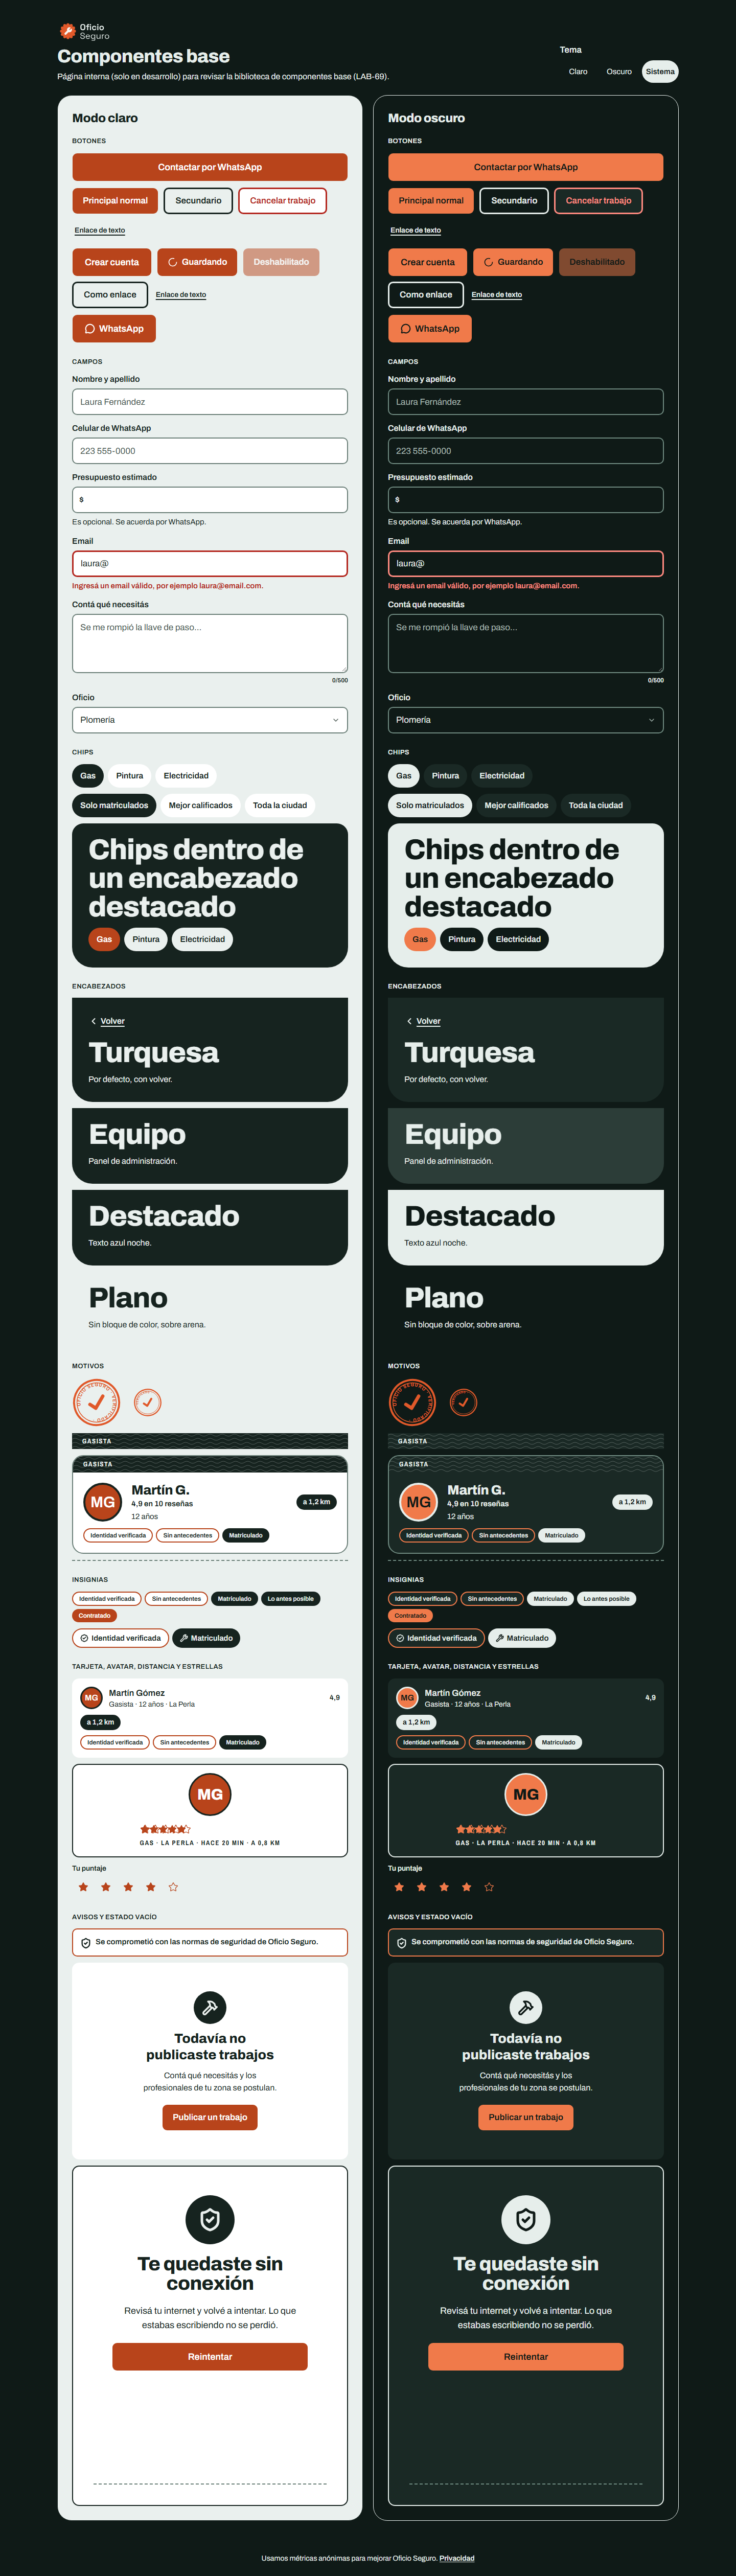 Oficio
Seguro
Componentes base
Página interna (solo en desarrollo) para revisar la biblioteca de componentes base (LAB-69).
Tema
Claro
Oscuro
Sistema
Modo claro
BOTONES
Contactar por WhatsApp
Principal normal
Secundario
Cancelar trabajo
Enlace de texto
Crear cuenta
Guardando
Deshabilitado
Como enlace
Enlace de texto
WhatsApp
CAMPOS
Nombre y apellido
Laura Fernández
Celular de WhatsApp
223 555-0000
Presupuesto estimado
$
Es opcional. Se acuerda por WhatsApp.
Email
laura@
Ingresá un email válido, por ejemplo laura@email.com.
Contá qué necesitás
Se me rompió la llave de paso...
0/500
Oficio
Plomería
CHIPS
Gas
Pintura
Electricidad
Solo matriculados
Mejor calificados
Toda la ciudad
Chips dentro de
un encabezado
destacado
Gas
Pintura
Electricidad
ENCABEZADOS
Volver
Turquesa
Por defecto, con volver.
Equipo
Panel de administración.
Destacado
Texto azul noche.
Plano
Sin bloque de color, sobre arena.
MOTIVOS
GASISTA
GASISTA
MG
Martín G.
4,9 en 10 reseñas
12 años
a 1,2 km
Identidad verificada
Sin antecedentes
Matriculado
INSIGNIAS
Identidad verificada
Sin antecedentes
Matriculado
Lo antes posible
Contratado
Identidad verificada
Matriculado
TARJETA, AVATAR, DISTANCIA Y ESTRELLAS
MG
Martín Gómez
Gasista · 12 años · La Perla
4,9
a 1,2 km
Identidad verificada
Sin antecedentes
Matriculado
MG
GAS · LA PERLA · HACE 20 MIN · A 0,8 KM
Tu puntaje
AVISOS Y ESTADO VACÍO
Se comprometió con las normas de seguridad de Oficio Seguro.
Todavía no
publicaste trabajos
Contá qué necesitás y los
profesionales de tu zona se postulan.
Publicar un trabajo
Te quedaste sin
conexión
Revisá tu internet y volvé a intentar. Lo que
estabas escribiendo no se perdió.
Reintentar
Modo oscuro
BOTONES
Contactar por WhatsApp
Principal normal
Secundario
Cancelar trabajo
Enlace de texto
Crear cuenta
Guardando
Deshabilitado
Como enlace
Enlace de texto
WhatsApp
CAMPOS
Nombre y apellido
Laura Fernández
Celular de WhatsApp
223 555-0000
Presupuesto estimado
$
Es opcional. Se acuerda por WhatsApp.
Email
laura@
Ingresá un email válido, por ejemplo laura@email.com.
Contá qué necesitás
Se me rompió la llave de paso...
0/500
Oficio
Plomería
CHIPS
Gas
Pintura
Electricidad
Solo matriculados
Mejor calificados
Toda la ciudad
Chips dentro de
un encabezado
destacado
Gas
Pintura
Electricidad
ENCABEZADOS
Volver
Turquesa
Por defecto, con volver.
Equipo
Panel de administración.
Destacado
Texto azul noche.
Plano
Sin bloque de color, sobre arena.
MOTIVOS
GASISTA
GASISTA
MG
Martín G.
4,9 en 10 reseñas
12 años
a 1,2 km
Identidad verificada
Sin antecedentes
Matriculado
INSIGNIAS
Identidad verificada
Sin antecedentes
Matriculado
Lo antes posible
Contratado
Identidad verificada
Matriculado
TARJETA, AVATAR, DISTANCIA Y ESTRELLAS
MG
Martín Gómez
Gasista · 12 años · La Perla
4,9
a 1,2 km
Identidad verificada
Sin antecedentes
Matriculado
MG
GAS · LA PERLA · HACE 20 MIN · A 0,8 KM
Tu puntaje
AVISOS Y ESTADO VACÍO
Se comprometió con las normas de seguridad de Oficio Seguro.
Todavía no
publicaste trabajos
Contá qué necesitás y los
profesionales de tu zona se postulan.
Publicar un trabajo
Te quedaste sin
conexión
Revisá tu internet y volvé a intentar. Lo que
estabas escribiendo no se perdió.
Reintentar
Usamos métricas anónimas para mejorar Oficio Seguro. Privacidad